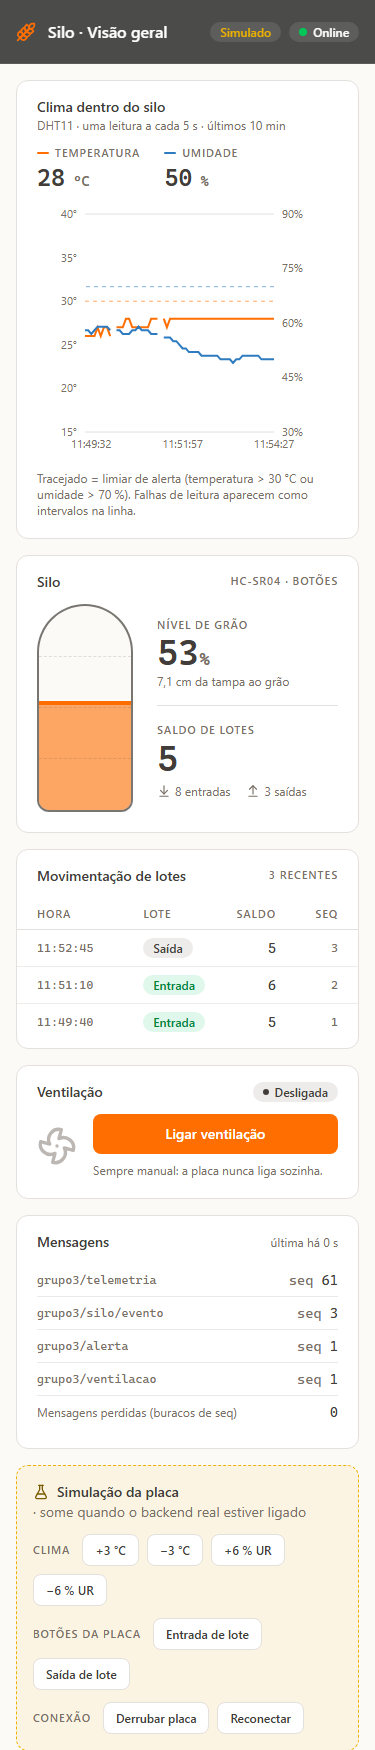 Silo · Visão geral
Simulado
Online
Clima dentro do silo
DHT11 · uma leitura a cada 5 s · últimos 10 min
TEMPERATURA
UMIDADE
28 °C
50 %
40°
90%
35°
75%
30°
60%
25°
45%
20°
15°
30%
11:49:32
11:51:57
11:54:27
Tracejado = limiar de alerta (temperatura > 30 °C ou
umidade > 70 %). Falhas de leitura aparecem como
intervalos na linha.
Silo
HC-SR04 · BOTÕES
NÍVEL DE GRÃO
53%
7,1 cm da tampa ao grão
SALDO DE LOTES
5
8 entradas
3 saídas
Movimentação de lotes
3 RECENTES
HORA LOTE SALDO SEQ
11:52:45 Saída 5 3
11:51:10 Entrada 6 2
11:49:40 Entrada 5 1
Ventilação
Desligada
Ligar ventilação
Sempre manual: a placa nunca liga sozinha.
Mensagens
última há 0 s
grupo3/telemetria seq 61
grupo3/silo/evento seq 3
grupo3/alerta seq 1
grupo3/ventilacao seq 1
Mensagens perdidas (buracos de seq) 0
Simulação da placa
· some quando o backend real estiver ligado
CLIMA +3 °C −3 °C +6 % UR
−6 % UR
BOTÕES DA PLACA Entrada de lote
Saída de lote
CONEXÃO Derrubar placa Reconectar